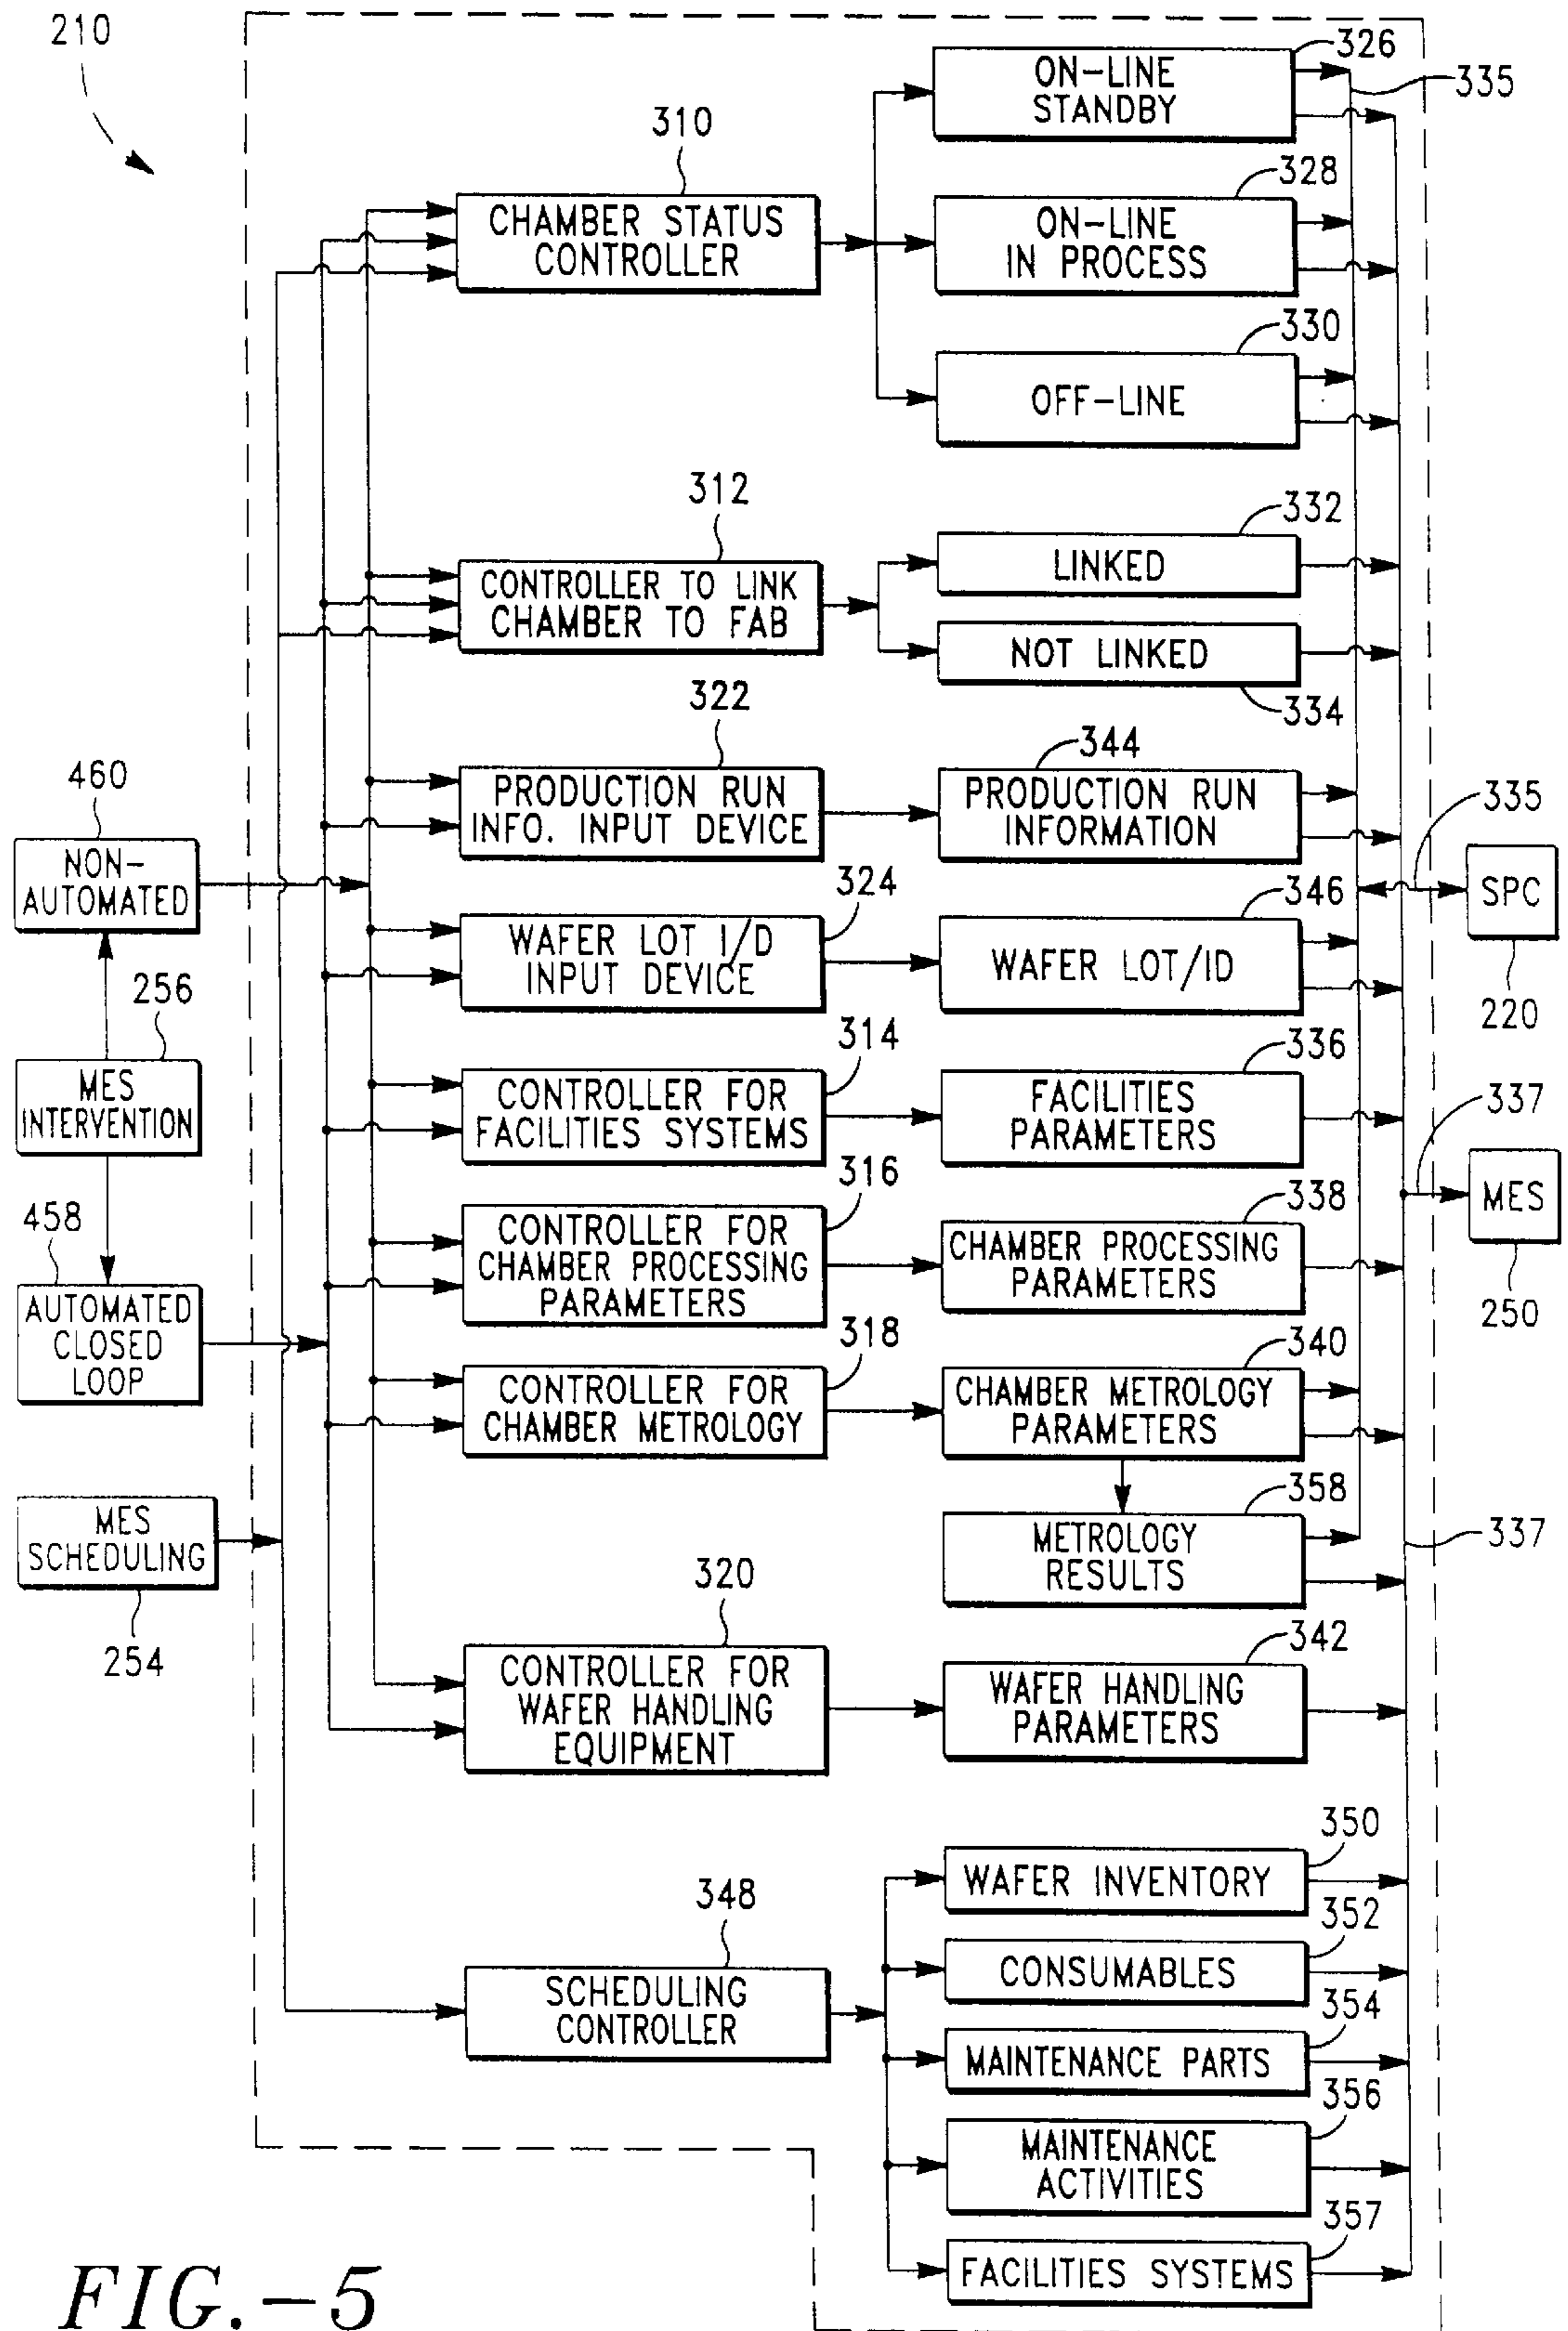 210
326
ON-LINE
STANDBY
335
310
CHAMBER STATUS
CONTROLLER
328
ON-LINE
IN PROCESS
330
OFF-LINE
312
CONTROLLER TO LINK
CHAMBER TO FAB
332
LINKED
NOT LINKED
334
322
PRODUCTION RUN
INFO. INPUT DEVICE
344
PRODUCTION RUN
INFORMATION
335
460
NON-
AUTOMATED
324
WAFER LOT I/D
INPUT DEVICE
346
WAFER LOT/ID
SPC
220
256
MES
INTERVENTION
314
CONTROLLER FOR
FACILITIES SYSTEMS
336
FACILITIES
PARAMETERS
337
MES
250
316
CONTROLLER FOR
CHAMBER PROCESSING
PARAMETERS
338
CHAMBER PROCESSING
PARAMETERS
458
AUTOMATED
CLOSED
LOOP
318
CONTROLLER FOR
CHAMBER METROLOGY
340
CHAMBER METROLOGY
PARAMETERS
358
METROLOGY
RESULTS
337
MES
SCHEDULING
254
320
CONTROLLER FOR
WAFER HANDLING
EQUIPMENT
342
WAFER HANDLING
PARAMETERS
350
WAFER INVENTORY
348
SCHEDULING
CONTROLLER
352
CONSUMABLES
354
MAINTENANCE PARTS
356
MAINTENANCE
ACTIVITIES
357
FACILITIES SYSTEMS
FIG.-5